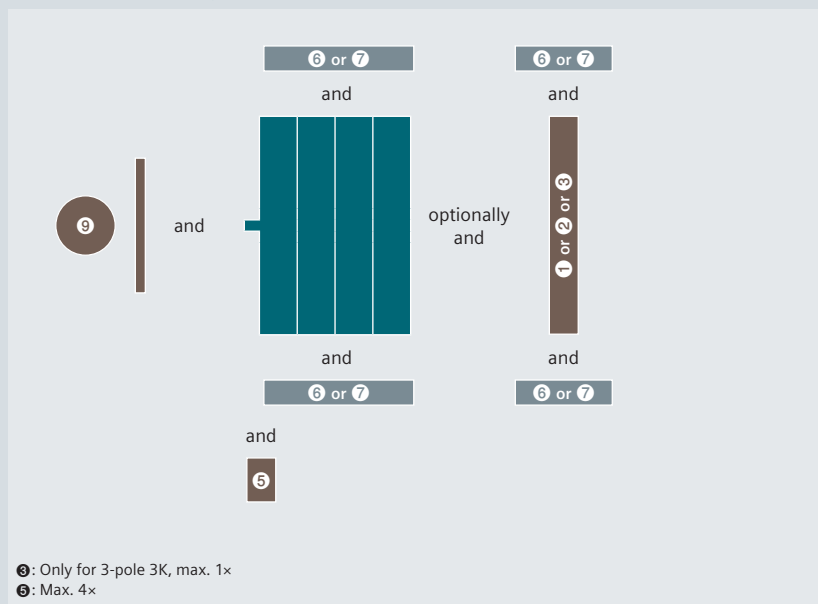 ❻ or ❼
❻ or ❼
and
and
❾
and
optionally
and
❶ or ❷ or ❸
and
and
❻ or ❼
❻ or ❼
and
❺
❸: Only for 3-pole 3K, max. 1×
❺: Max. 4×